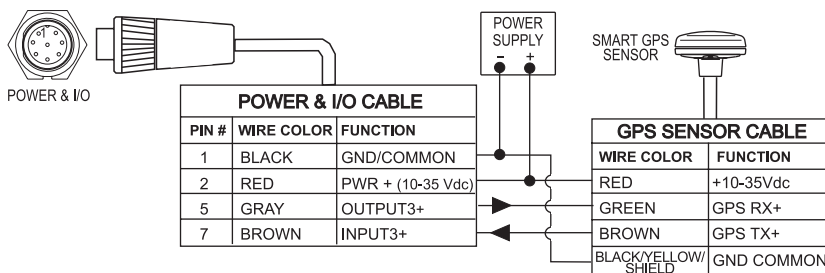 1
POWER & I/O
POWER
SUPPLY
- +
SMART GPS
SENSOR
POWER & I/O CABLE
PIN # WIRE COLOR FUNCTION
1 BLACK GND/COMMON
2 RED PWR + (10-35 Vdc)
5 GRAY OUTPUT3+
7 BROWN INPUT3+
GPS SENSOR CABLE
WIRE COLOR FUNCTION
RED +10-35Vdc
GREEN GPS RX+
BROWN GPS TX+
BLACK/YELLOW/
SHIELD GND COMMON